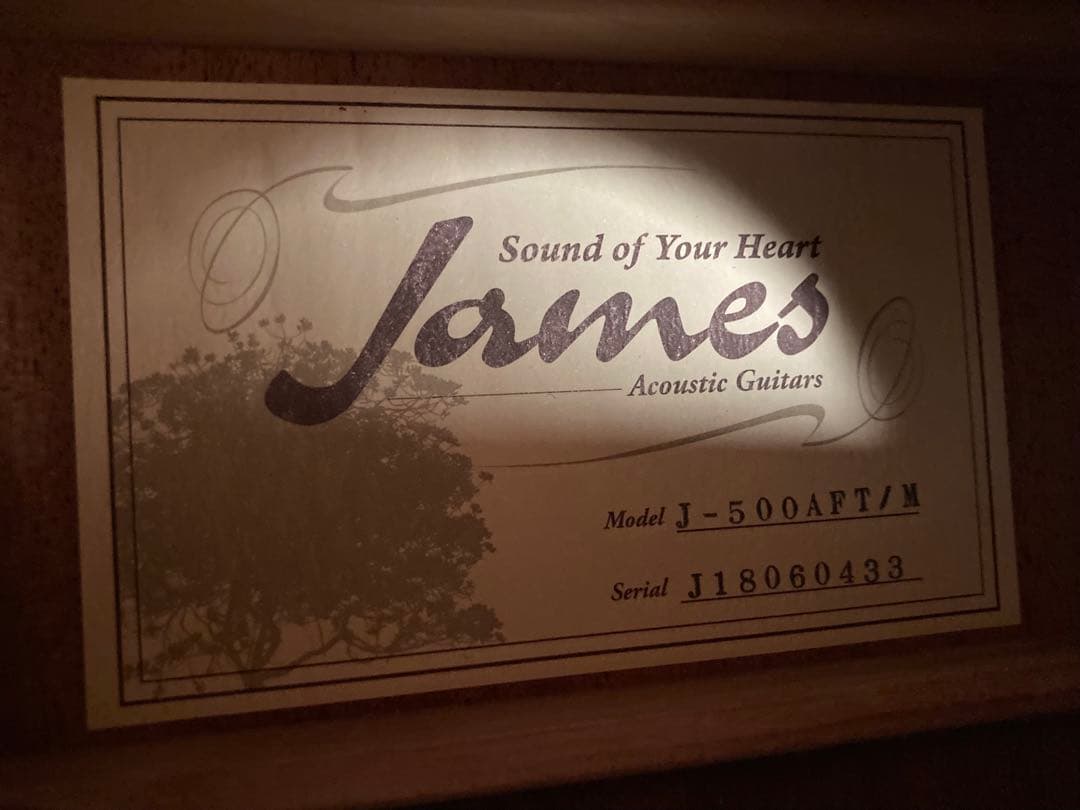 Sound of Your Heart
James
Acoustic Guitars
Model J-500AFT/M
Serial J18060433